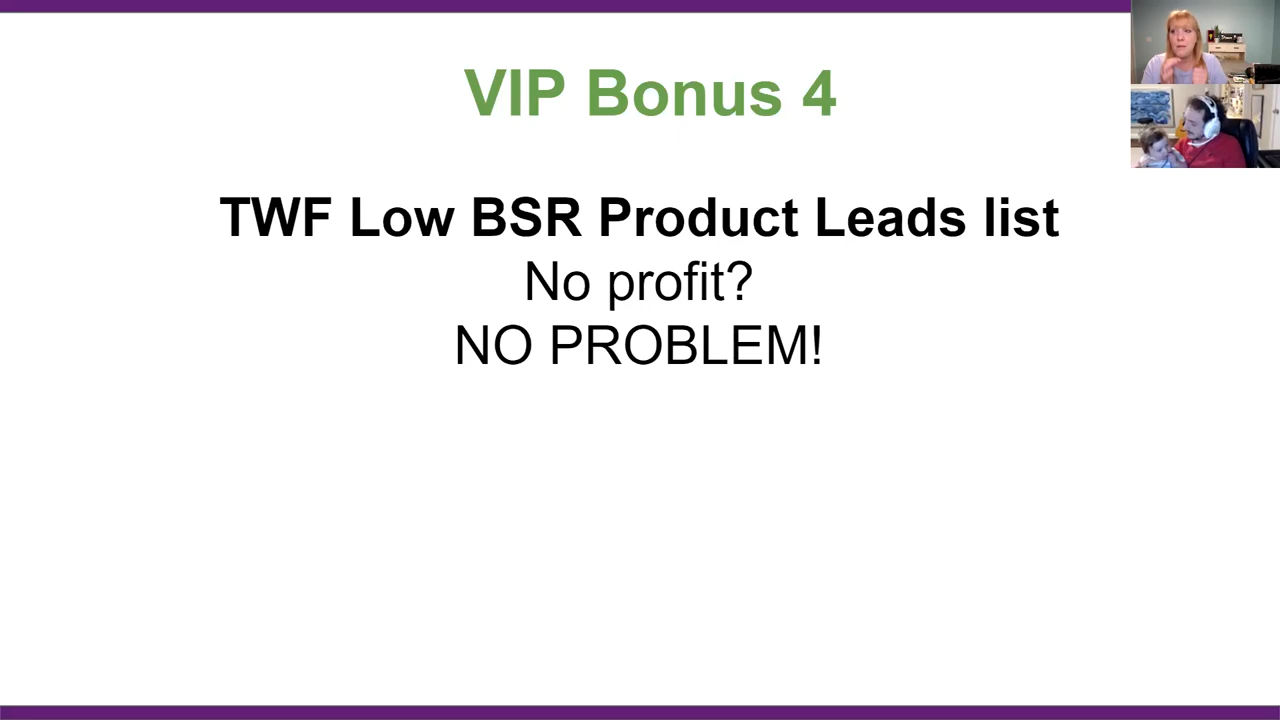 VIP Bonus 4
TWF Low BSR Product Leads list
No profit?
NO PROBLEM!